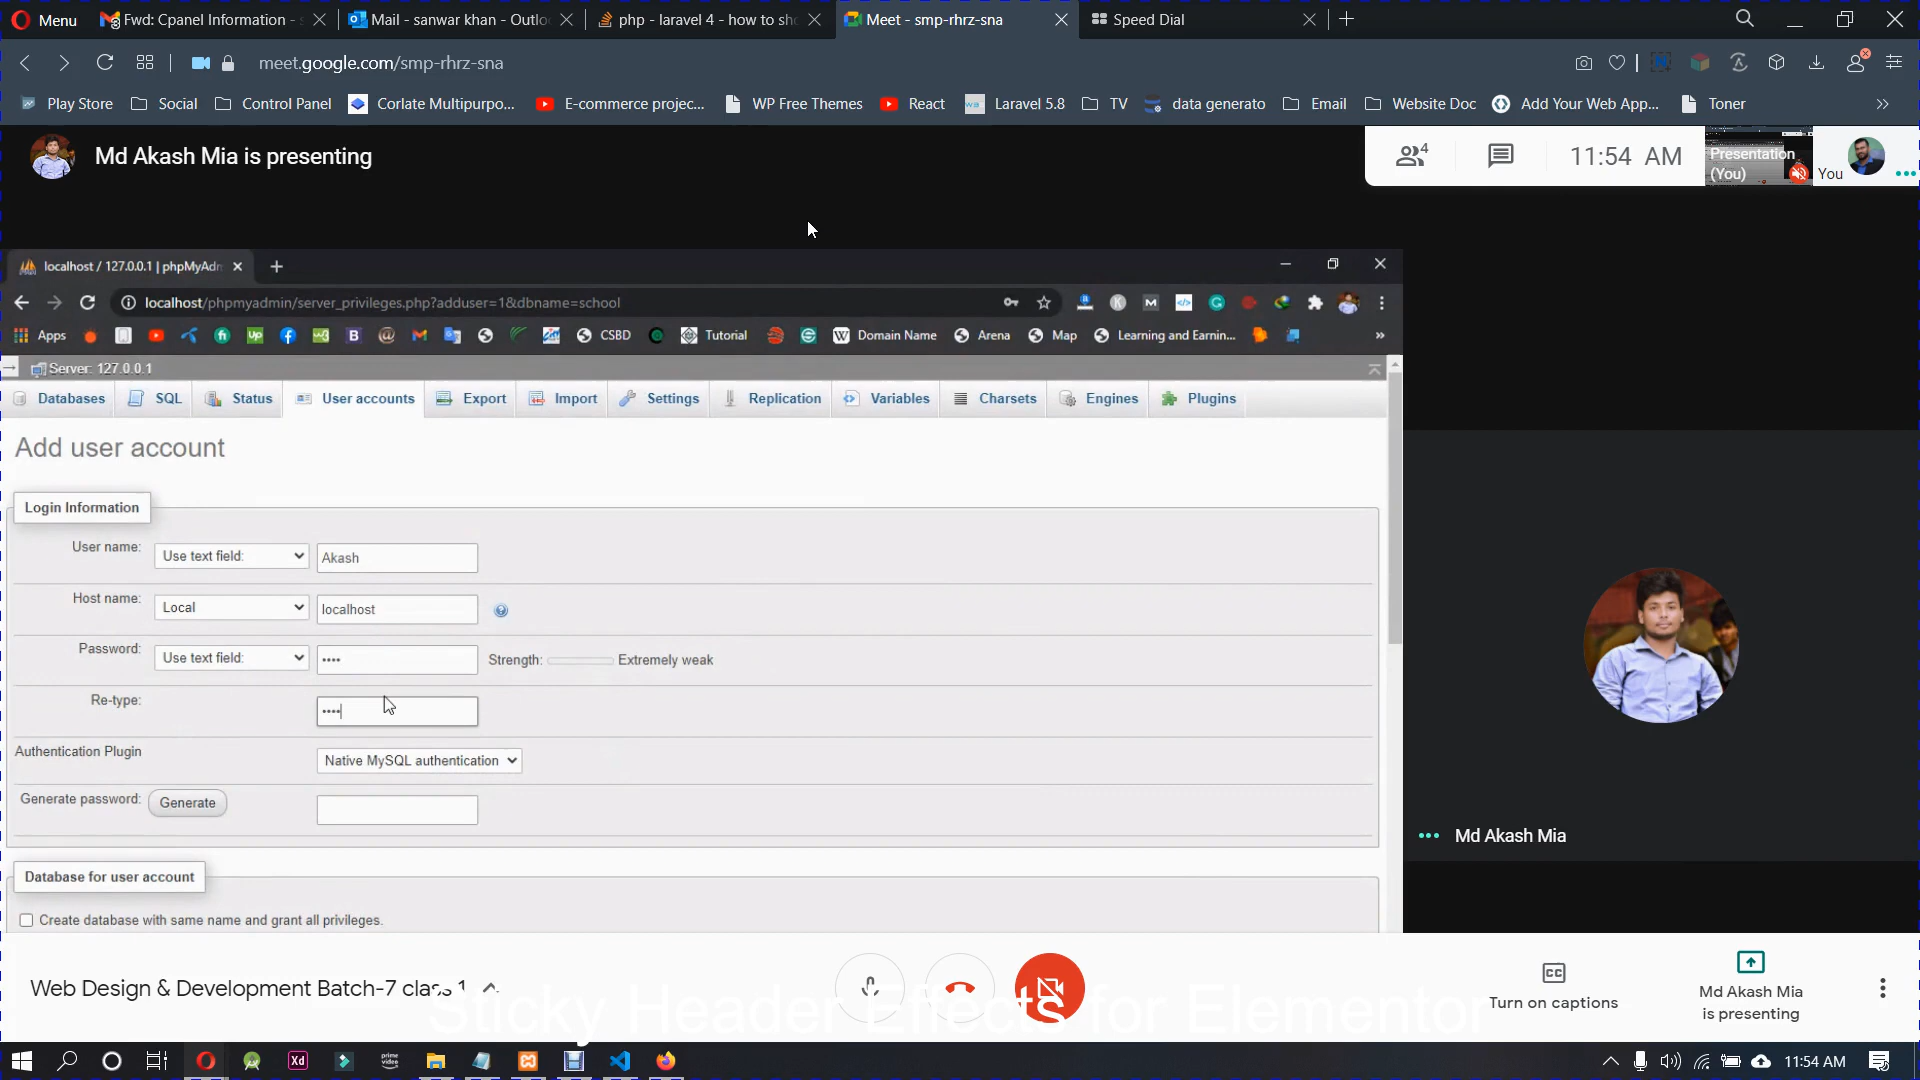 Menu
Fwd: Cpanel Information -
Mail - sanwar khan - Outlo
php - laravel 4 - how to sh
Meet - smp-rhrz-sna
Speed Dial
meet.google.com/smp-rhrz-sna
Play Store
Social
Control Panel
Corlate Multipurpo...
E-commerce projec...
WP Free Themes
React
Laravel 5.8
TV
data generato
Email
Website Doc
Add Your Web App...
Toner
Md Akash Mia is presenting
4
11:54 AM
Presentation
(You)
You
localhost / 127.0.0.1 | phpMyAdm
localhost/phpmyadmin/server_privileges.php?adduser=1&dbname=school
Apps
CSBD
Tutorial
Domain Name
Arena
Map
Learning and Earnin...
Server: 127.0.0.1
Databases
SQL
Status
User accounts
Export
Import
Settings
Replication
Variables
Charsets
Engines
Plugins
Add user account
Login Information
User name:
Use text field:
Akash
Host name:
Local
localhost
Password:
Use text field:
Strength:
Extremely weak
Re-type:
Authentication Plugin
Native MySQL authentication
Generate password:
Generate
Database for user account
Create database with same name and grant all privileges.
Md Akash Mia
Web Design & Development Batch-7 class 1
Sticky Header Effects for Elementor
Turn on captions
Md Akash Mia
is presenting
Xd
prime video
11:54 AM